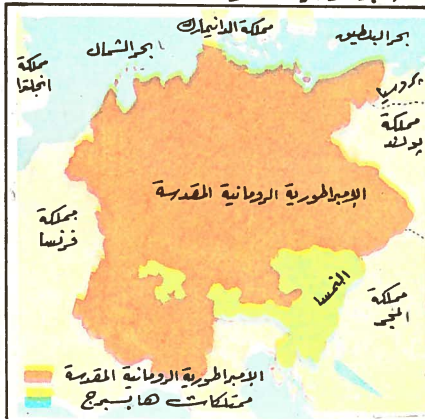 مملكة الدانيمارك
بحر البلطيق
بحر الشمال
مملكة
انجلترا
بروسيا
مملكة
بولندا
الإمبراطورية الرومانية المقدسة
مملكة
فرنسا
النمسا
مملكة
المجر
الإمبراطورية الرومانية المقدسة
ممتلكات هابسبرج